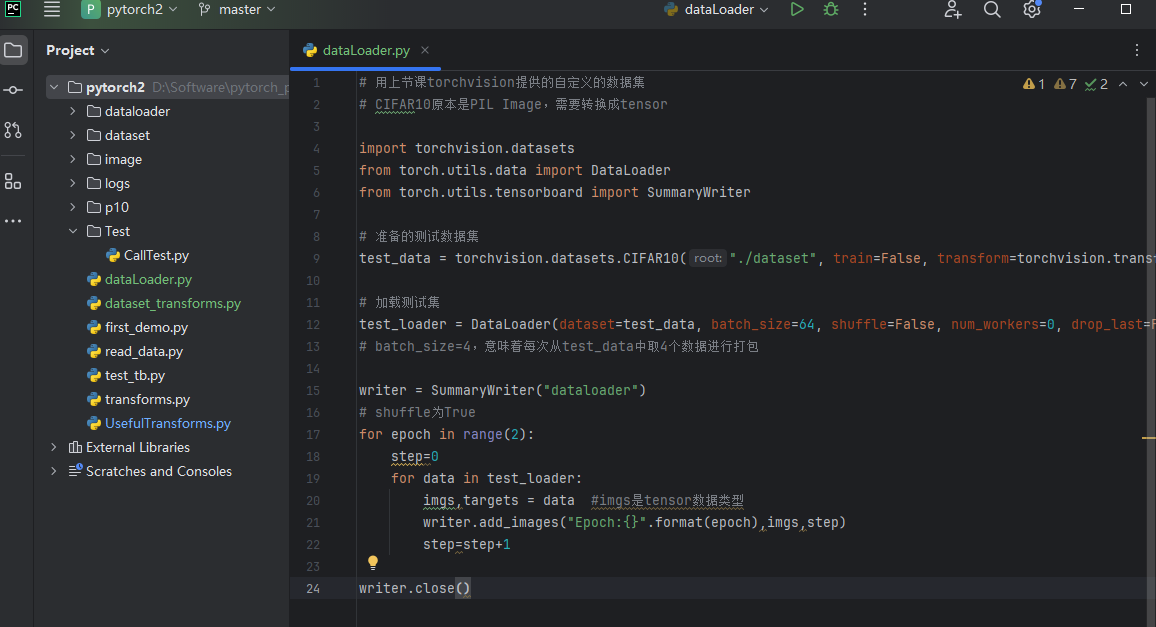 PC
P pytorch2
master
dataLoader
Project
dataLoader.py
pytorch2 D:\Software\pytorch_p
dataloader
dataset
image
logs
p10
Test
CallTest.py
dataLoader.py
dataset_transforms.py
first_demo.py
read_data.py
test_tb.py
transforms.py
UsefulTransforms.py
External Libraries
Scratches and Consoles
1 7 2
1 # 用上节课torchvision提供的自定义的数据集
2 # CIFAR10原本是PIL Image，需要转换成tensor
3
4 import torchvision.datasets
5 from torch.utils.data import DataLoader
6 from torch.utils.tensorboard import SummaryWriter
7
8 # 准备的测试数据集
9 test_data = torchvision.datasets.CIFAR10( root: "./dataset", train=False, transform=torchvision.trans
10
11 # 加载测试集
12 test_loader = DataLoader(dataset=test_data, batch_size=64, shuffle=False, num_workers=0, drop_last=F
13 # batch_size=4，意味着每次从test_data中取4个数据进行打包
14
15 writer = SummaryWriter("dataloader")
16 # shuffle为True
17 for epoch in range(2):
18 step=0
19 for data in test_loader:
20 imgs,targets = data  #imgs是tensor数据类型
21 writer.add_images("Epoch:{}".format(epoch),imgs,step)
22 step=step+1
23
24 writer.close()